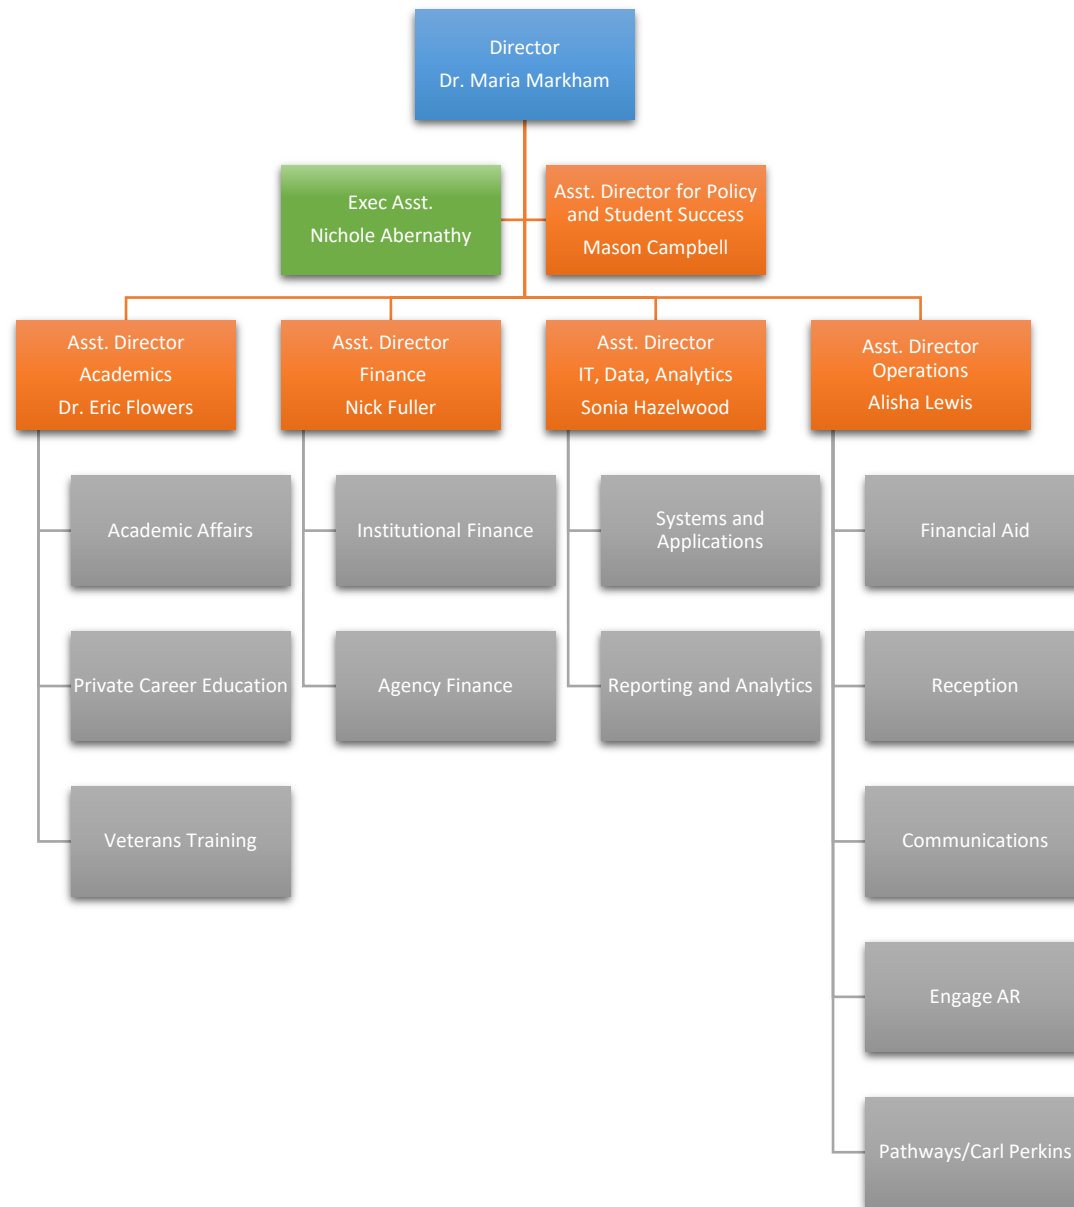 Director
Dr. Maria Markham
Exec Asst.
Nichole Abernathy
Asst. Director for Policy
and Student Success
Mason Campbell
Asst. Director
Academics
Dr. Eric Flowers
Asst. Director
Finance
Nick Fuller
Asst. Director
IT, Data, Analytics
Sonia Hazelwood
Asst. Director
Operations
Alisha Lewis
Academic Affairs
Institutional Finance
Systems and
Applications
Financial Aid
Private Career Education
Agency Finance
Reporting and Analytics
Reception
Veterans Training
Communications
Engage AR
Pathways/Carl Perkins